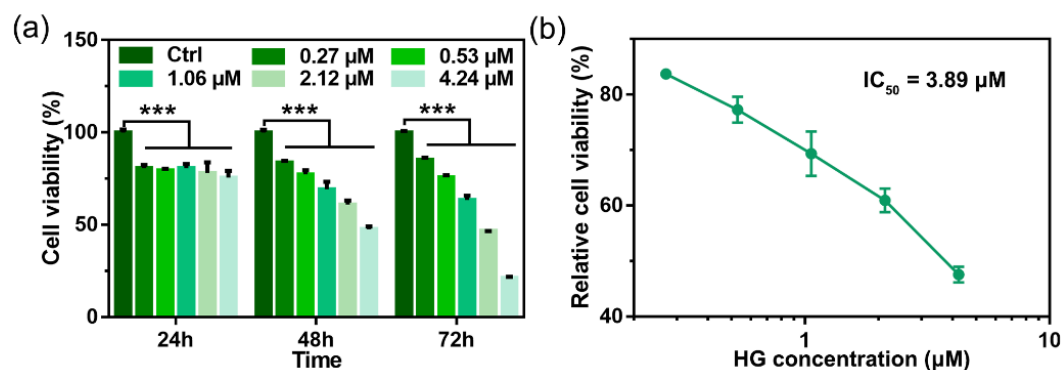 (a)
150
100
50
0
Cell viability (%)
Ctrl 0.27 µM 0.53 µM
1.06 µM 2.12 µM 4.24 µM
*** *** ***
24h 48h 72h
Time
(b)
80
60
40
Relative cell viability (%)
IC50 = 3.89 µM
1 10
HG concentration (µM)